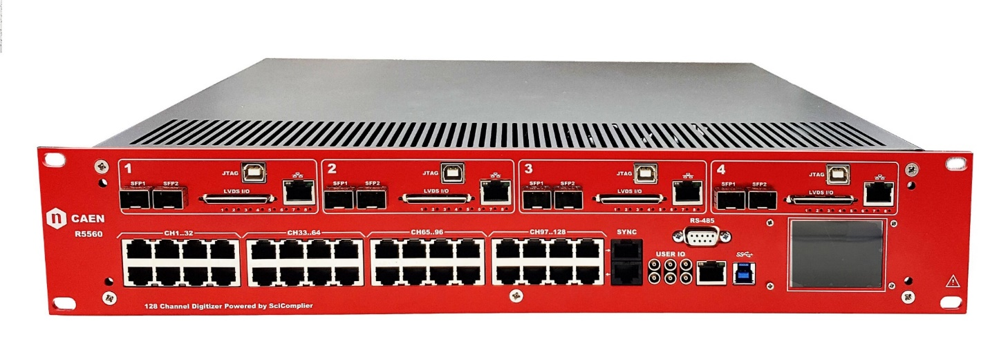 1
SFP1 SFP2
JTAG
LVDS I/O
1 2 3 4 5 6 7 8
2
SFP1 SFP2
JTAG
LVDS I/O
1 2 3 4 5 6 7 8
3
SFP1 SFP2
JTAG
LVDS I/O
1 2 3 4 5 6 7 8
4
SFP1 SFP2
JTAG
LVDS I/O
1 2 3 4 5 6 7 8
n CAEN
R5560
CH1..32
CH33..64
CH65..96
CH97..128
SYNC
RS-485
USER IO
SS
128 Channel Digitizer Powered by SciComplier